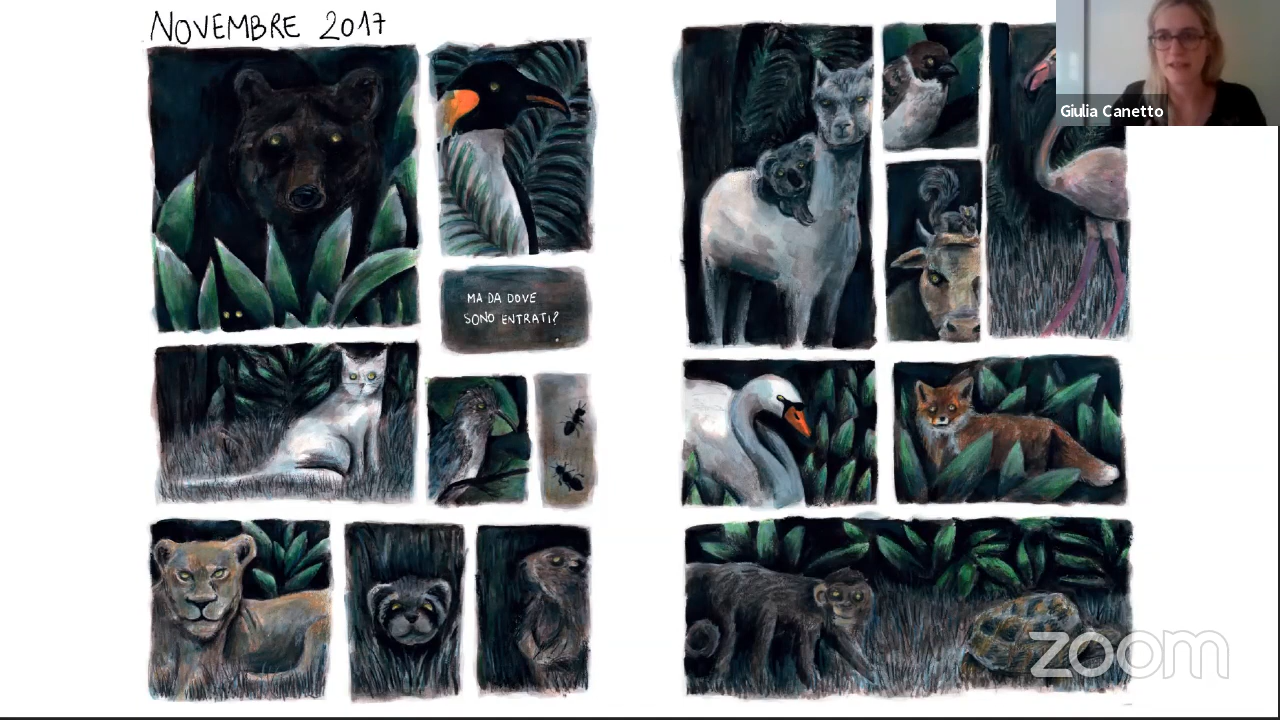 NOVEMBRE 2017
MA DA DOVE
SONO ENTRATI?
Giulia Canetto
zoom